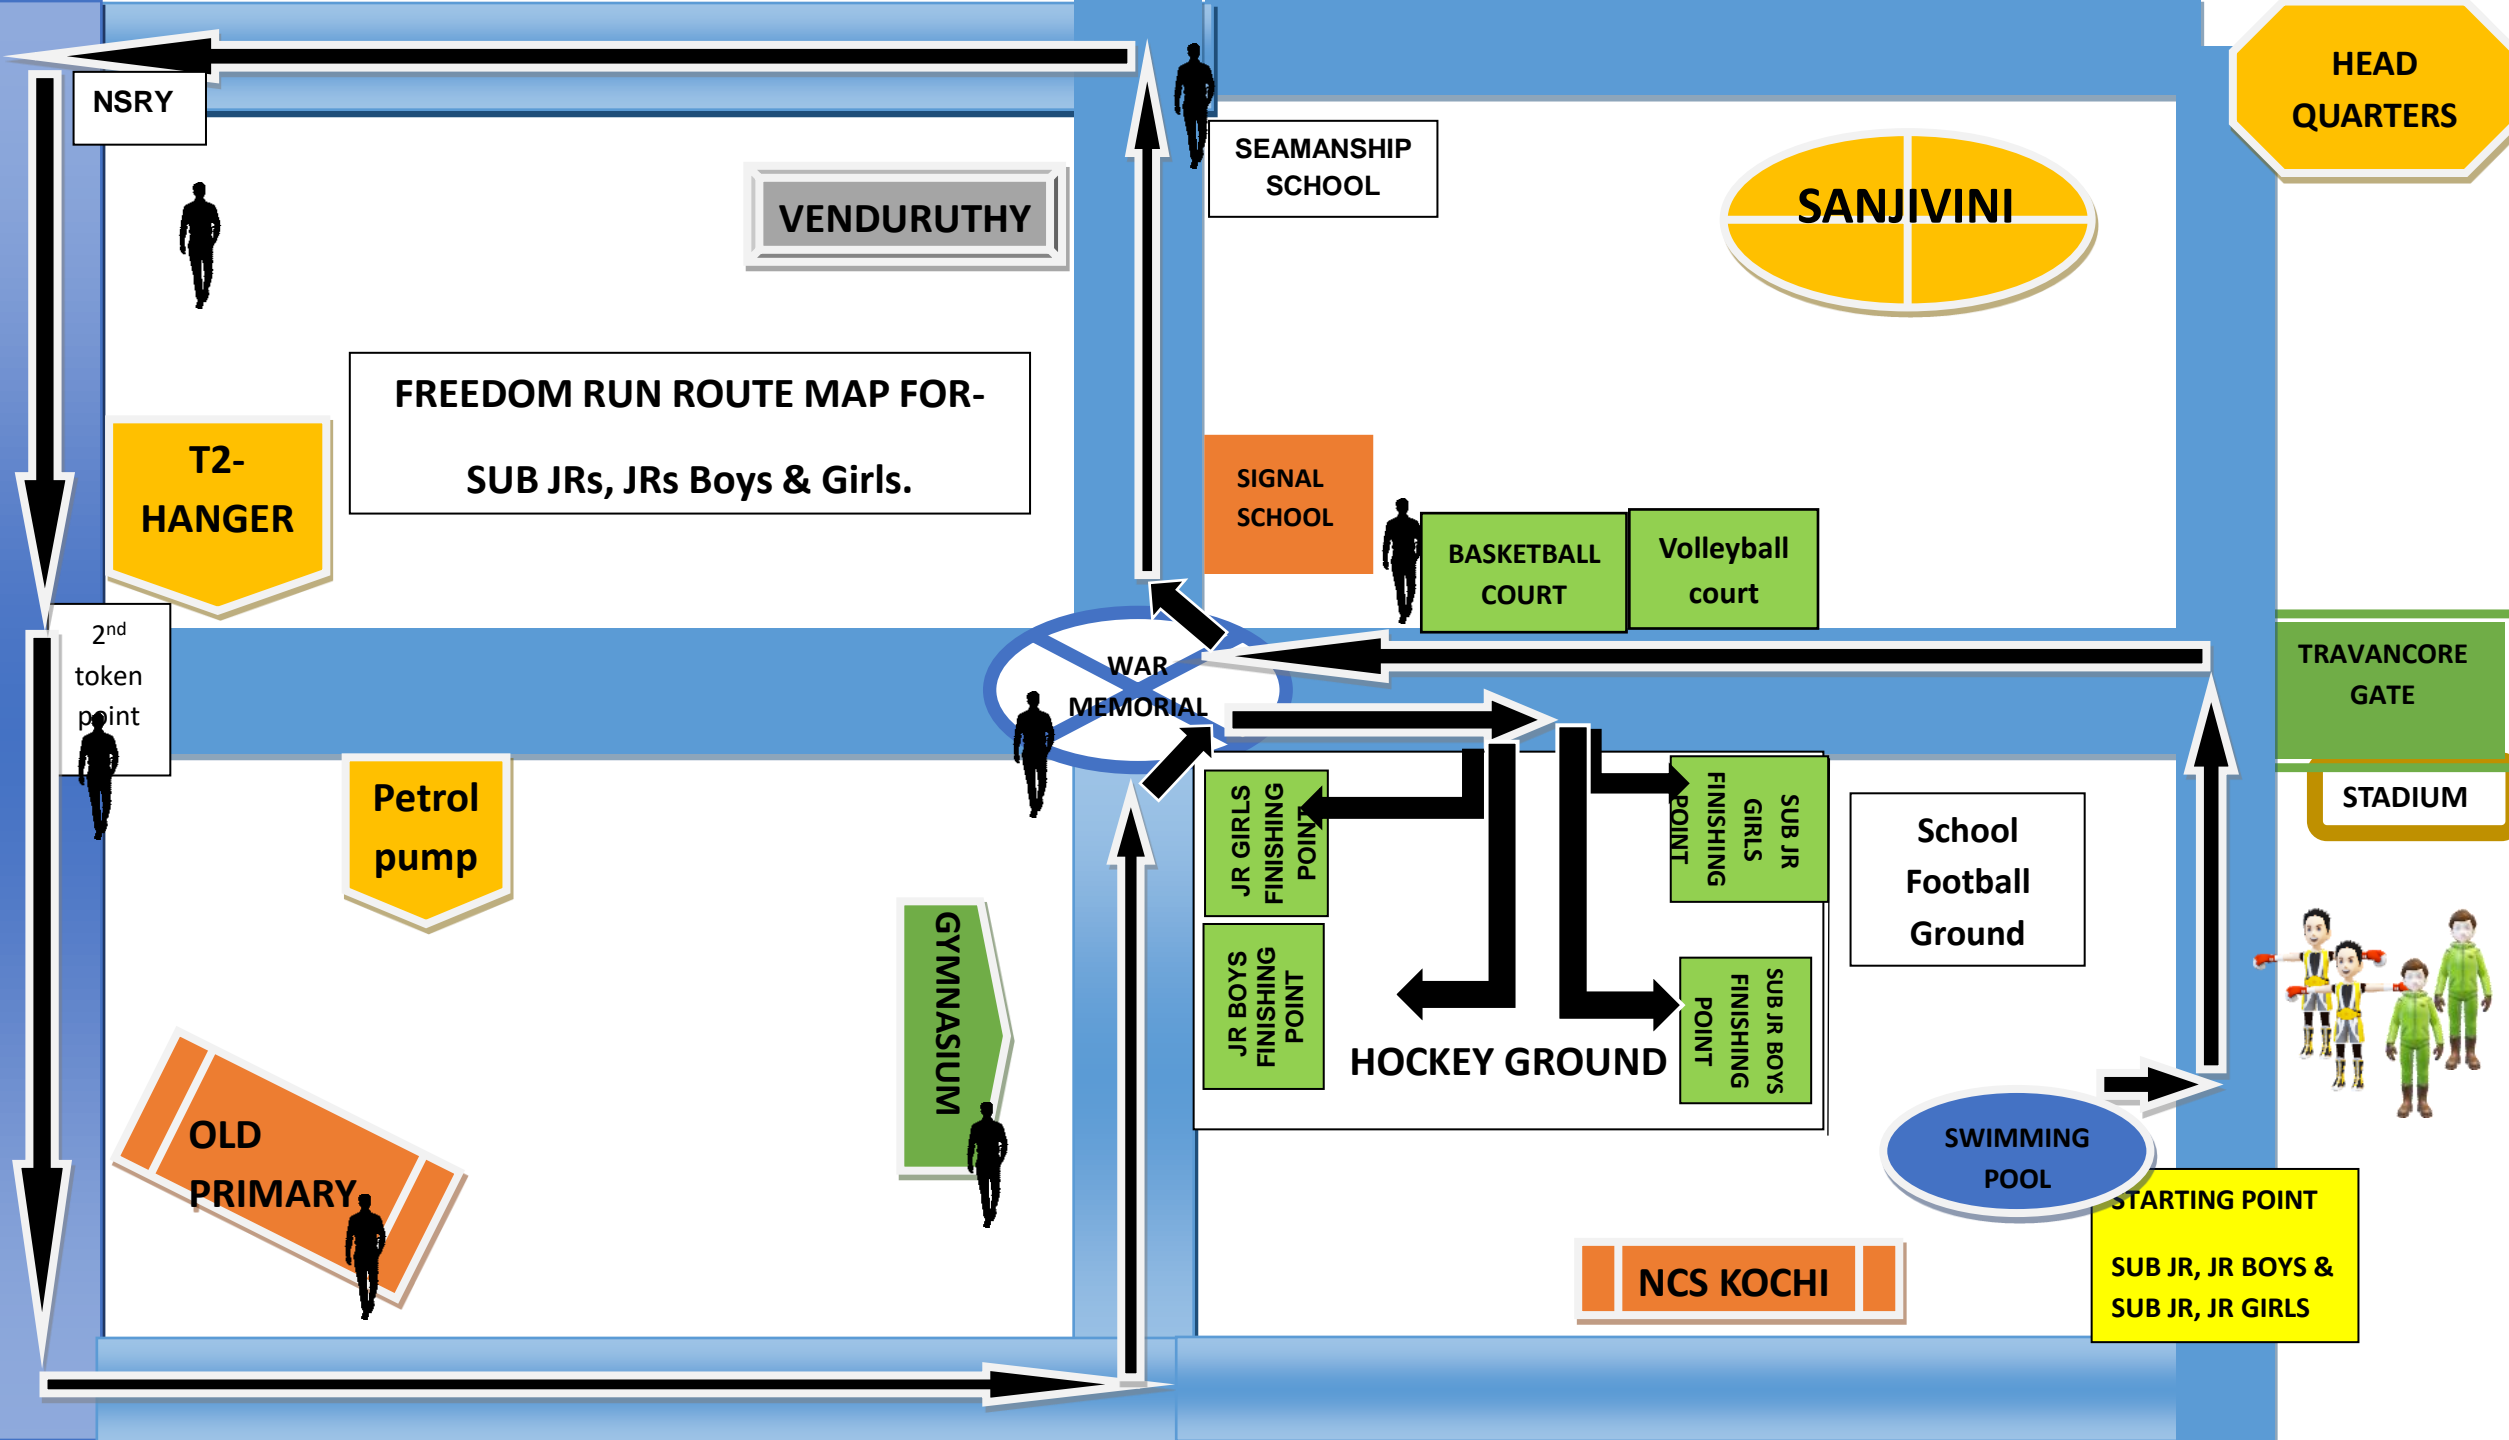 HEAD
QUARTERS
NSRY
SEAMANSHIP
SCHOOL
VENDURUTHY
SANJIVINI
FREEDOM RUN ROUTE MAP FOR-
SUB JRs, JRs Boys & Girls.
T2-
HANGER
SIGNAL
SCHOOL
BASKETBALL
COURT
Volleyball
court
2nd
token
point
WAR
MEMORIAL
TRAVANCORE
GATE
STADIUM
Petrol
pump
JR GIRLS
FINISHING
POINT
SUB JR
GIRLS
FINISHING
POINT
School
Football
Ground
GYMNASIUM
JR BOYS
FINISHING
POINT
SUB JR BOYS
FINISHING
POINT
HOCKEY GROUND
OLD
PRIMARY
SWIMMING
POOL
STARTING POINT
SUB JR, JR BOYS &
SUB JR, JR GIRLS
NCS KOCHI